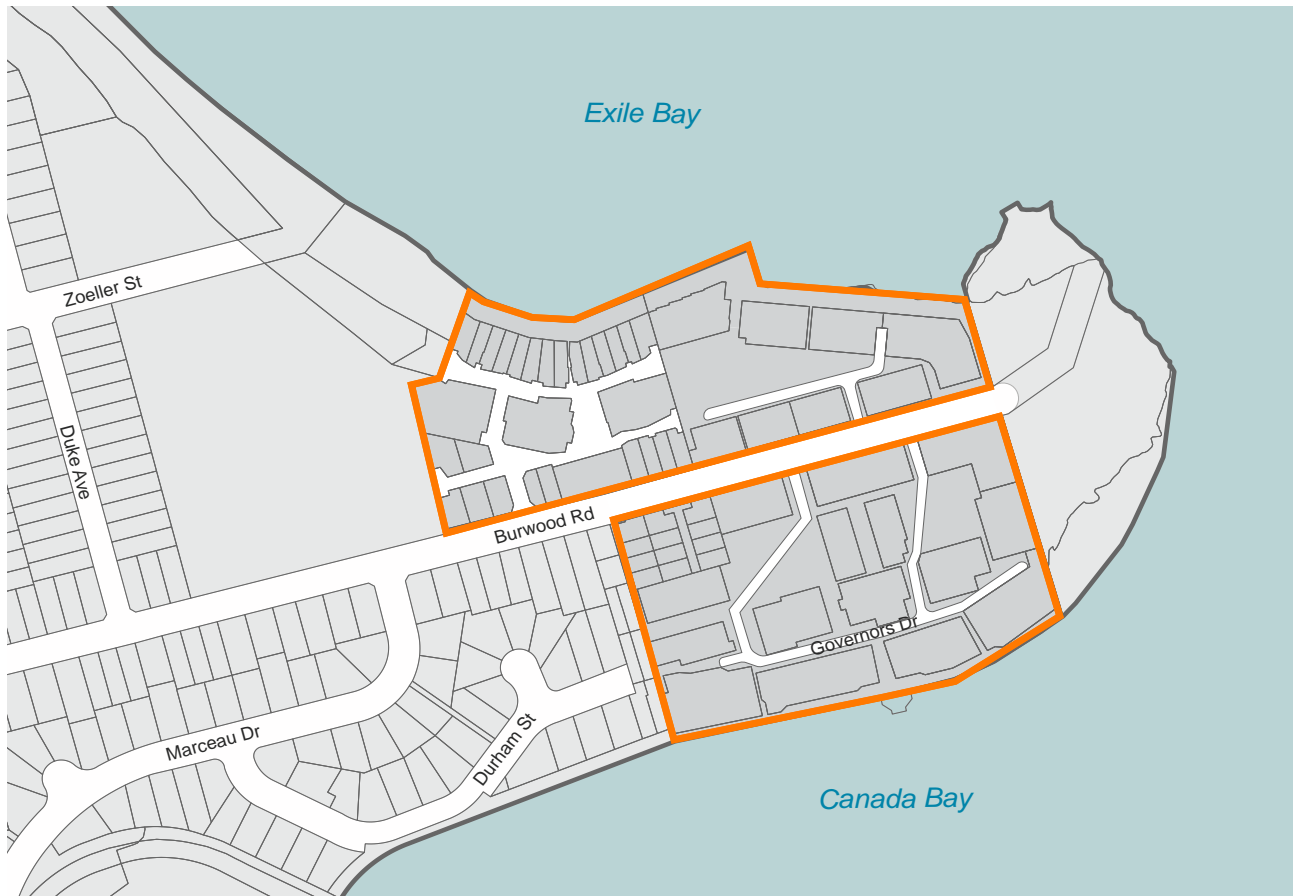 Exile Bay
Zoeller St
Duke Ave
Burwood Rd
Governors Dr
Marceau Dr
Durham St
Canada Bay